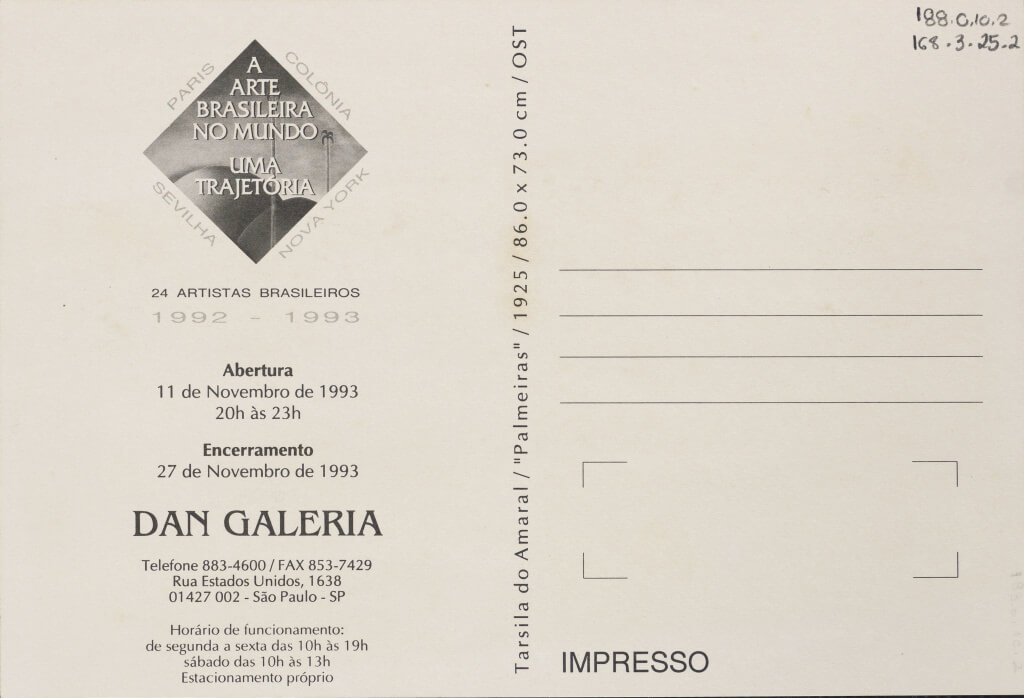 188.0.10.2
168.3.25.2
PARIS
COLÔNIA
A
ARTE
BRASILEIRA
NO MUNDO
UMA
TRAJETÓRIA
SEVILHA
NOVA YORK
24 ARTISTAS BRASILEIROS
1992 - 1993
Abertura
11 de Novembro de 1993
20h às 23h
Encerramento
27 de Novembro de 1993
DAN GALERIA
Telefone 883-4600 / FAX 853-7429
Rua Estados Unidos, 1638
01427 002 - São Paulo - SP
Horário de funcionamento:
de segunda a sexta das 10h às 19h
sábado das 10h às 13h
Estacionamento próprio
Tarsila do Amaral / "Palmeiras" / 1925 / 86.0 x 73.0 cm / OST
IMPRESSO